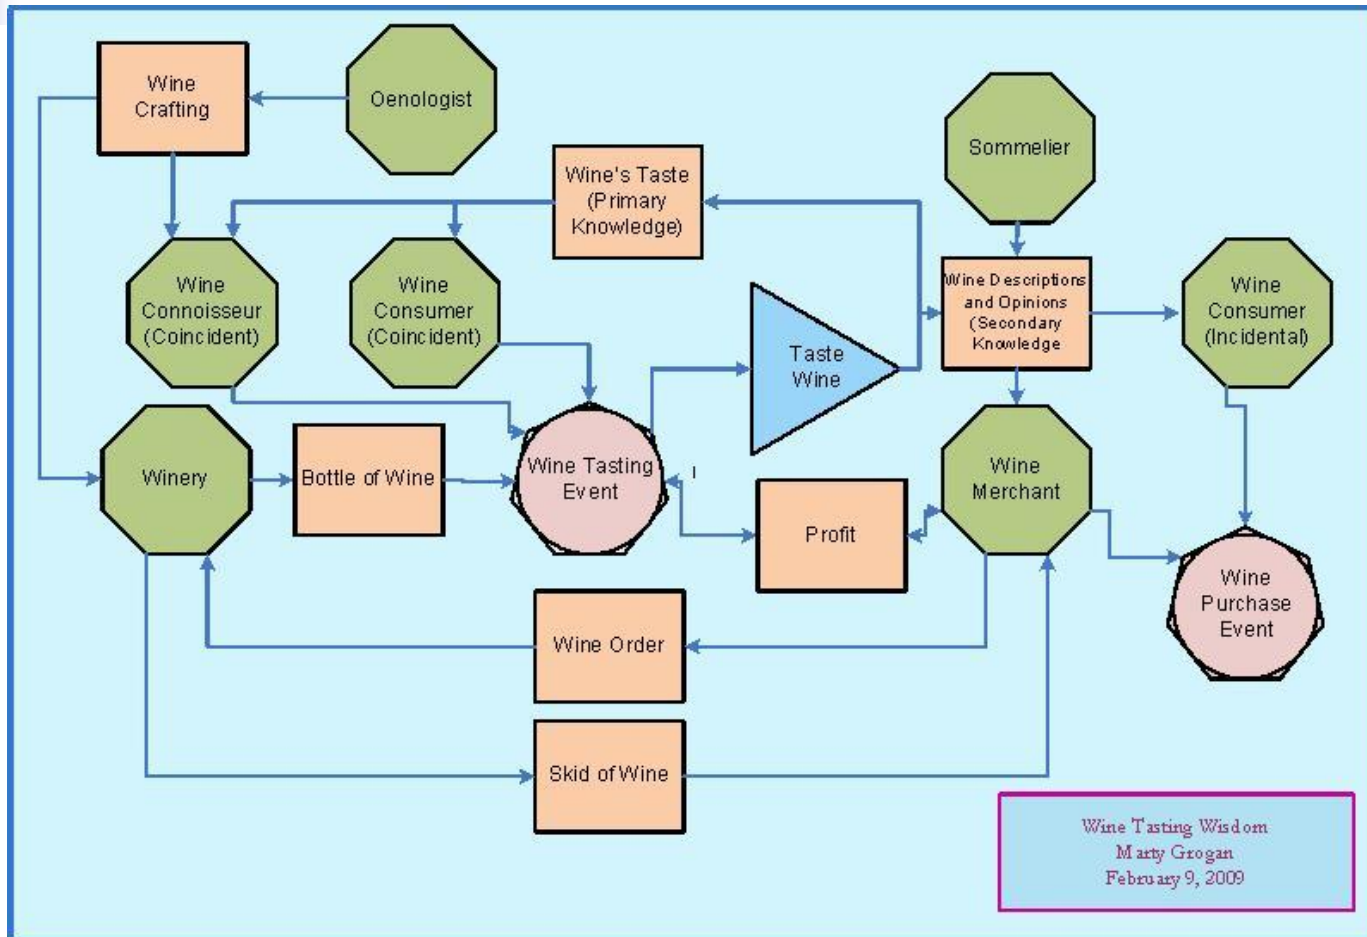 Wine
Crafting
Oenologist
Sommelier
Wine's Taste
(Primary
Knowledge)
Wine
Connoisseur
(Coincident)
Wine
Consumer
(Coincident)
Wine Descriptions
and Opinions
(Secondary
Knowledge
Wine
Consumer
(Incidental)
Taste
Wine
Winery
Bottle of Wine
Wine Tasting
Event
I
Profit
Wine
Merchant
Wine
Purchase
Event
Wine Order
Skid of Wine
Wine Tasting Wisdom
Marty Grogan
February 9, 2009